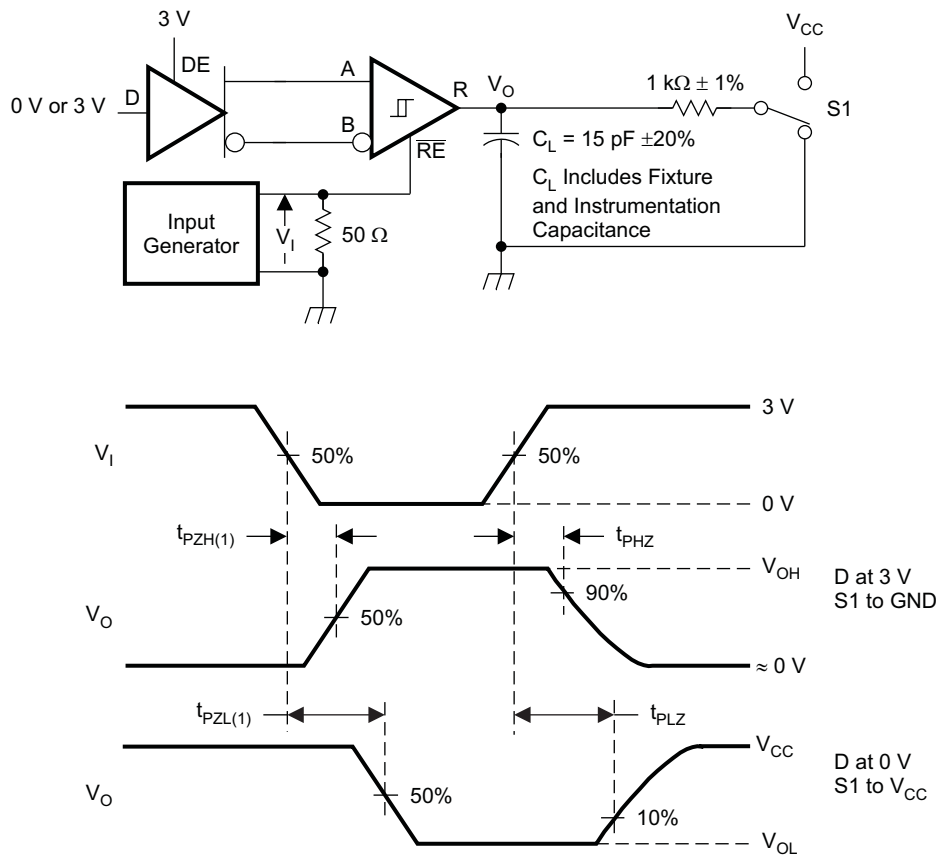 3 V
V_CC
DE
A
R
V_O
1 kΩ ± 1%
D
0 V or 3 V
S1
B
R̅E̅
C_L = 15 pF ±20%
C_L Includes Fixture
and Instrumentation
Capacitance
Input
Generator
V_I
50 Ω
3 V
V_I
50%
50%
0 V
t_PZH(1)
t_PHZ
V_OH
D at 3 V
S1 to GND
90%
V_O
50%
≈ 0 V
t_PZL(1)
t_PLZ
V_CC
D at 0 V
S1 to V_CC
V_O
50%
10%
V_OL